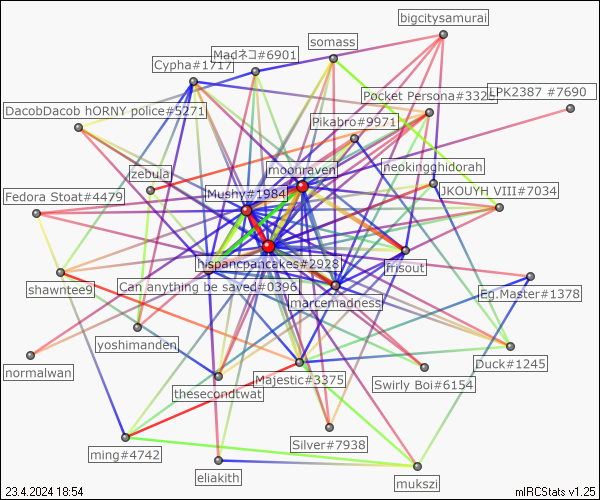 bigcitysamurai
somass
Madネコ#6901
Cypha#1717
LPK2387 #7690
Pocket Persona#332
DacobDacob hORNY police#5271
Pikabro#9971
neokingghidorah
moonraven
zebulaj
JKOUYH VIII#7034
Mushy#1984
Fedora Stoat#4479
hispancpancakes#2928
frisout
Can anything be saved#0396
shawntee9
Eg.Master#1378
marcemadness
yoshimanden
Duck#1245
normalwan
Majestic#3375
Swirly Boi#6154
thesecondtwat
Silver#7938
ming#4742
eliakith
mukszi
23.4.2024 18:54
mIRCStats v1.25